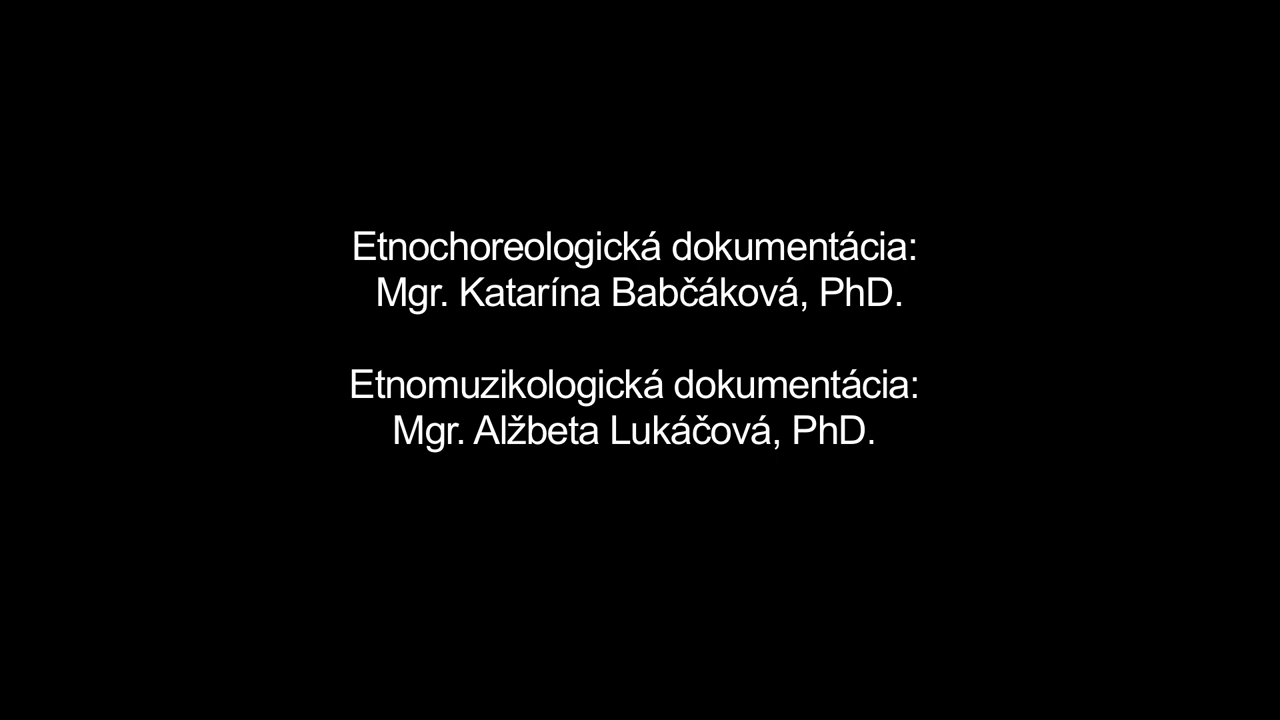 Etnochoreologická dokumentácia:
Mgr. Katarína Babčáková, PhD.
Etnomuzikologická dokumentácia:
Mgr. Alžbeta Lukáčová, PhD.